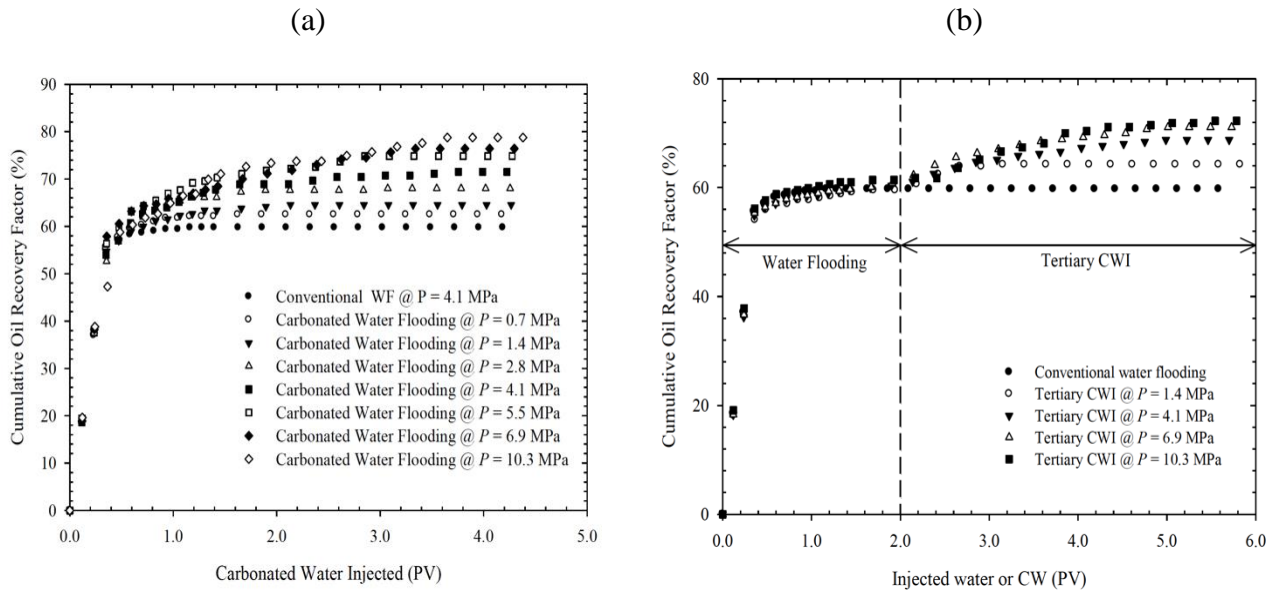 (a)
(b)
Cumulative Oil Recovery Factor (%)
90
80
70
60
50
40
30
20
10
0
Conventional WF @ P = 4.1 MPa
Carbonated Water Flooding @ P = 0.7 MPa
Carbonated Water Flooding @ P = 1.4 MPa
Carbonated Water Flooding @ P = 2.8 MPa
Carbonated Water Flooding @ P = 4.1 MPa
Carbonated Water Flooding @ P = 5.5 MPa
Carbonated Water Flooding @ P = 6.9 MPa
Carbonated Water Flooding @ P = 10.3 MPa
0.0 1.0 2.0 3.0 4.0 5.0
Carbonated Water Injected (PV)
Cumulative Oil Recovery Factor (%)
80
60
40
20
0
Water Flooding
Tertiary CWI
Conventional water flooding
Tertiary CWI @ P = 1.4 MPa
Tertiary CWI @ P = 4.1 MPa
Tertiary CWI @ P = 6.9 MPa
Tertiary CWI @ P = 10.3 MPa
0.0 1.0 2.0 3.0 4.0 5.0 6.0
Injected water or CW (PV)